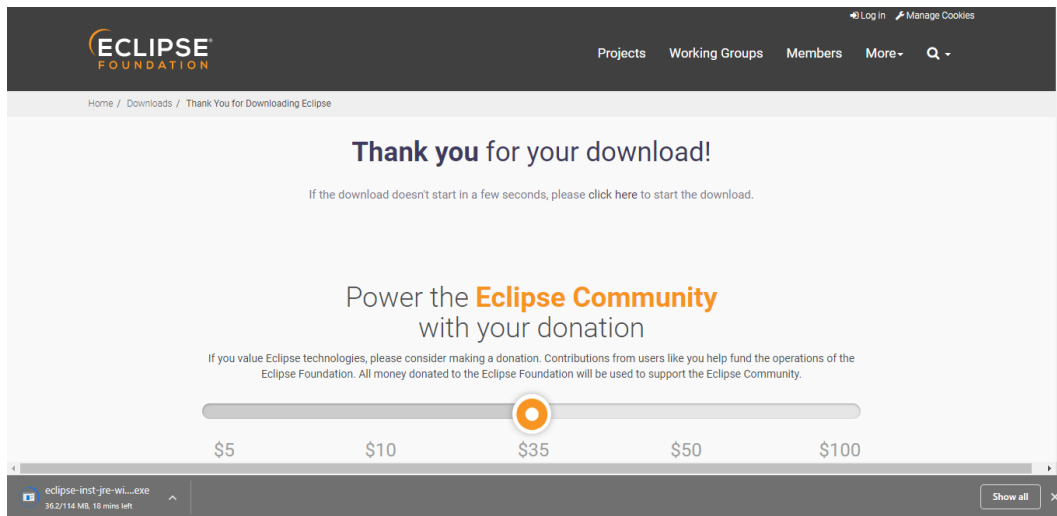 Log in Manage Cookies
ECLIPSE®
FOUNDATION
Projects Working Groups Members More
Home / Downloads / Thank You for Downloading Eclipse
Thank you for your download!
If the download doesn't start in a few seconds, please click here to start the download.
Power the Eclipse Community
with your donation
If you value Eclipse technologies, please consider making a donation. Contributions from users like you help fund the operations of the
Eclipse Foundation. All money donated to the Eclipse Foundation will be used to support the Eclipse Community.
$5 $10 $35 $50 $100
eclipse-inst-jre-wi....exe
36.2/114 MB, 18 mins left
Show all